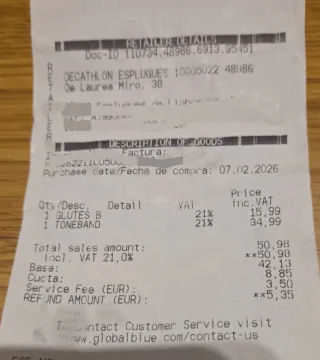 RETAILER DETAILS
Doc-ID 110734.48986.6913.95451
DECATHLON ESPLUGUES 10005022 48986
De Laurea Miro, 38
RETAILER
DESCRIPTION OF GOODS
Factura:
Purchase date/Fecha de compra: 07.02.2026
Price
Qty/Desc. Detail VAT inc.VAT
1 GLUTES B 21% 15,99
1 TONEBAND 21% 34,99
Total sales amount: 50,98
incl. VAT 21,0% **50,98
Base: 42,13
Cuota: 8,85
Service Fee (EUR): 3,50
REFUND AMOUNT (EUR): **5,35
Contact Customer Service visit
www.globalblue.com/contact-us